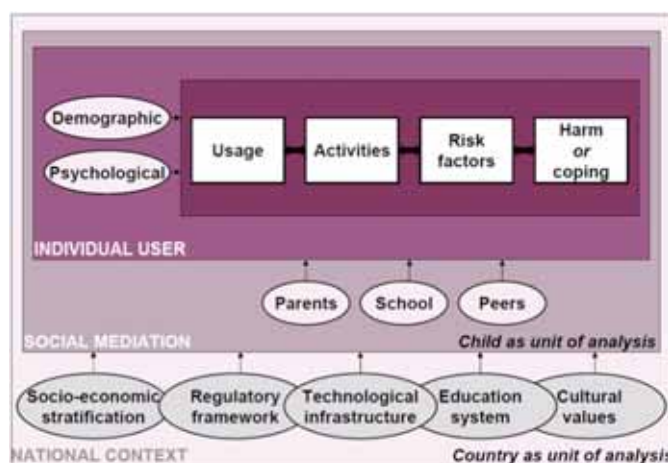 Demographic
Psychological
Usage
Activities
Risk
factors
Harm
or
coping
INDIVIDUAL USER
Parents
School
Peers
SOCIAL MEDIATION
Child as unit of analysis
Socio-economic
stratification
Regulatory
framework
Technological
infrastructure
Education
system
Cultural
values
NATIONAL CONTEXT
Country as unit of analysis